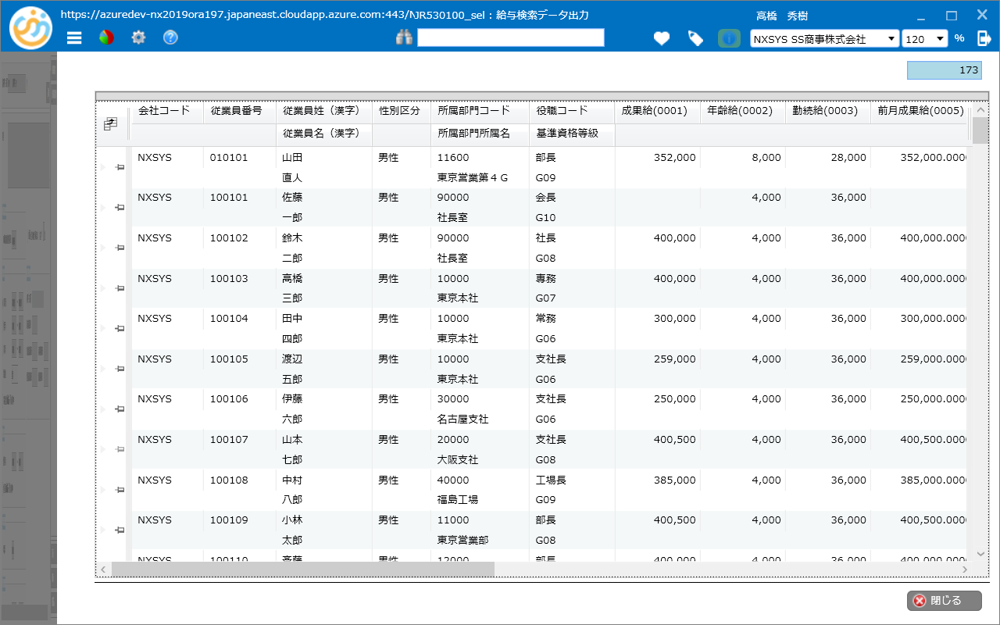 https://azuredev-nx2019ora197.japaneast.cloudapp.azure.com:443/NJR530100_sel : 給与検索データ出力 高橋 秀樹
NXSYS SS商事株式会社 120 %
173
会社コード 従業員番号 従業員姓（漢字） 性別区分 所属部門コード 役職コード 成果給(0001) 年齢給(0002) 勤続給(0003) 前月成果給(0005)
従業員名（漢字） 所属部門所属名 基準資格等級
NXSYS 010101 山田 男性 11600 部長 352,000 8,000 28,000 352,000.000
直人 東京営業第４Ｇ G09
NXSYS 100101 佐藤 男性 90000 会長 4,000 36,000
一郎 社長室 G10
NXSYS 100102 鈴木 男性 90000 社長 400,000 4,000 36,000 400,000.000
二郎 社長室 G08
NXSYS 100103 高橋 男性 10000 専務 400,000 4,000 36,000 400,000.000
三郎 東京本社 G07
NXSYS 100104 田中 男性 10000 常務 300,000 4,000 36,000 300,000.000
四郎 東京本社 G06
NXSYS 100105 渡辺 男性 10000 支社長 259,000 4,000 36,000 259,000.000
五郎 東京本社 G06
NXSYS 100106 伊藤 男性 30000 支社長 250,000 4,000 36,000 250,000.000
六郎 名古屋支社 G06
NXSYS 100107 山本 男性 20000 支社長 400,500 4,000 36,000 400,500.000
七郎 大阪支社 G08
NXSYS 100108 中村 男性 40000 工場長 385,000 4,000 36,000 385,000.000
八郎 福島工場 G09
NXSYS 100109 小林 男性 11000 部長 400,500 4,000 36,000 400,500.000
太郎 東京営業部 G08
NXSYS 100110 斎藤 男性 12000 部長 400,000 4,000 36,000 400,000.000
閉じる